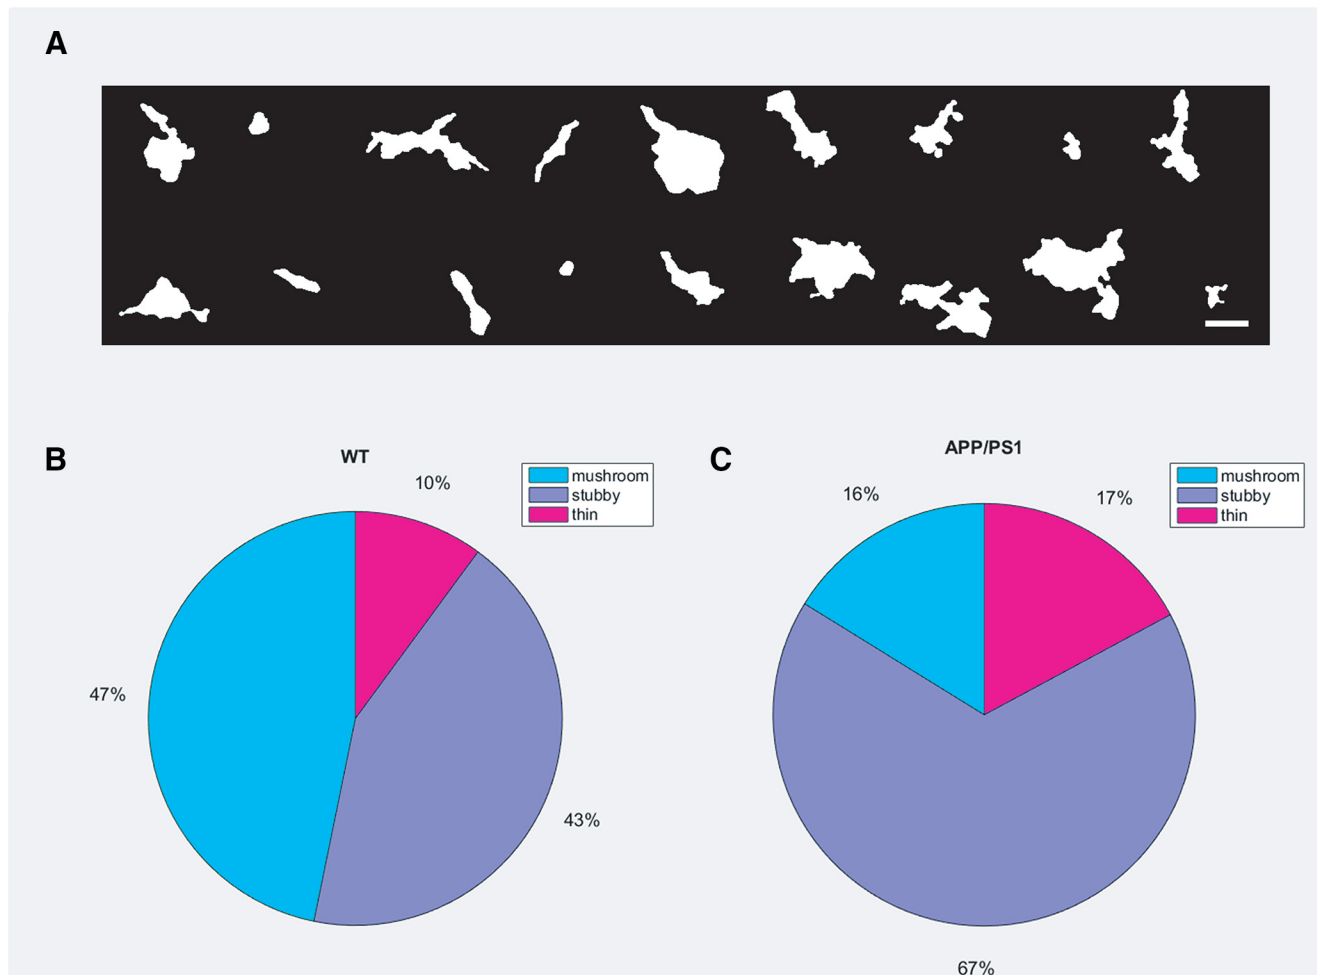 A
B
WT
10%
mushroom
stubby
thin
47%
43%
C
APP/PS1
16%
17%
mushroom
stubby
thin
67%